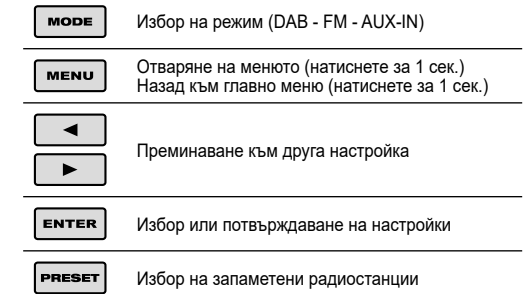 MODE Избор на режим (DAB - FM - AUX-IN)
MENU Отваряне на менюто (натиснете за 1 сек.)
Назад към главно меню (натиснете за 1 сек.)
Преминаване към друга настройка
ENTER Избор или потвърждаване на настройки
PRESET Избор на запаметени радиостанции